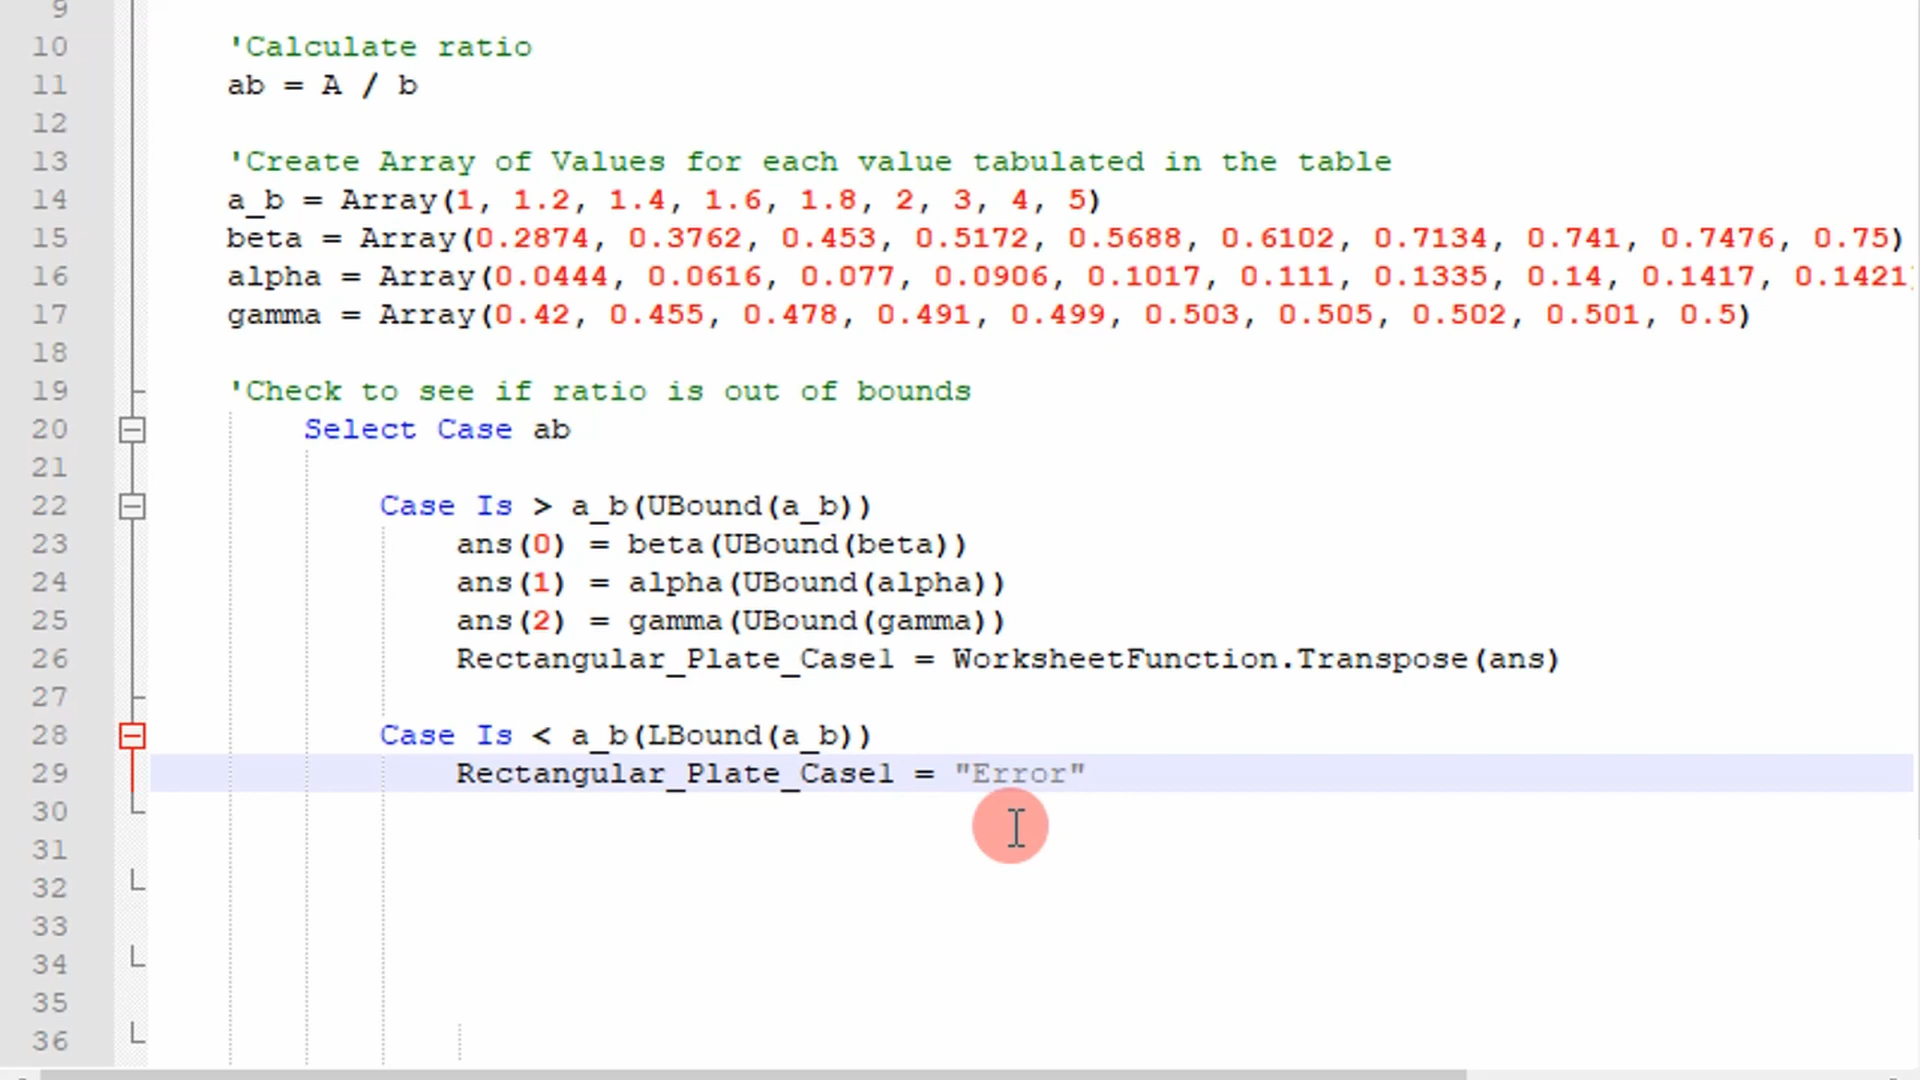 9
10 'Calculate ratio
11 ab = A / b
12
13 'Create Array of Values for each value tabulated in the table
14 a_b = Array(1, 1.2, 1.4, 1.6, 1.8, 2, 3, 4, 5)
15 beta = Array(0.2874, 0.3762, 0.453, 0.5172, 0.5688, 0.6102, 0.7134, 0.741, 0.7476, 0.75)
16 alpha = Array(0.0444, 0.0616, 0.077, 0.0906, 0.1017, 0.111, 0.1335, 0.14, 0.1417, 0.1421)
17 gamma = Array(0.42, 0.455, 0.478, 0.491, 0.499, 0.503, 0.505, 0.502, 0.501, 0.5)
18
19 'Check to see if ratio is out of bounds
20 Select Case ab
21
22 Case Is > a_b(UBound(a_b))
23 ans(0) = beta(UBound(beta))
24 ans(1) = alpha(UBound(alpha))
25 ans(2) = gamma(UBound(gamma))
26 Rectangular_Plate_Case1 = WorksheetFunction.Transpose(ans)
27
28 Case Is < a_b(LBound(a_b))
29 Rectangular_Plate_Case1 = "Error"
30
31
32
33
34
35
36